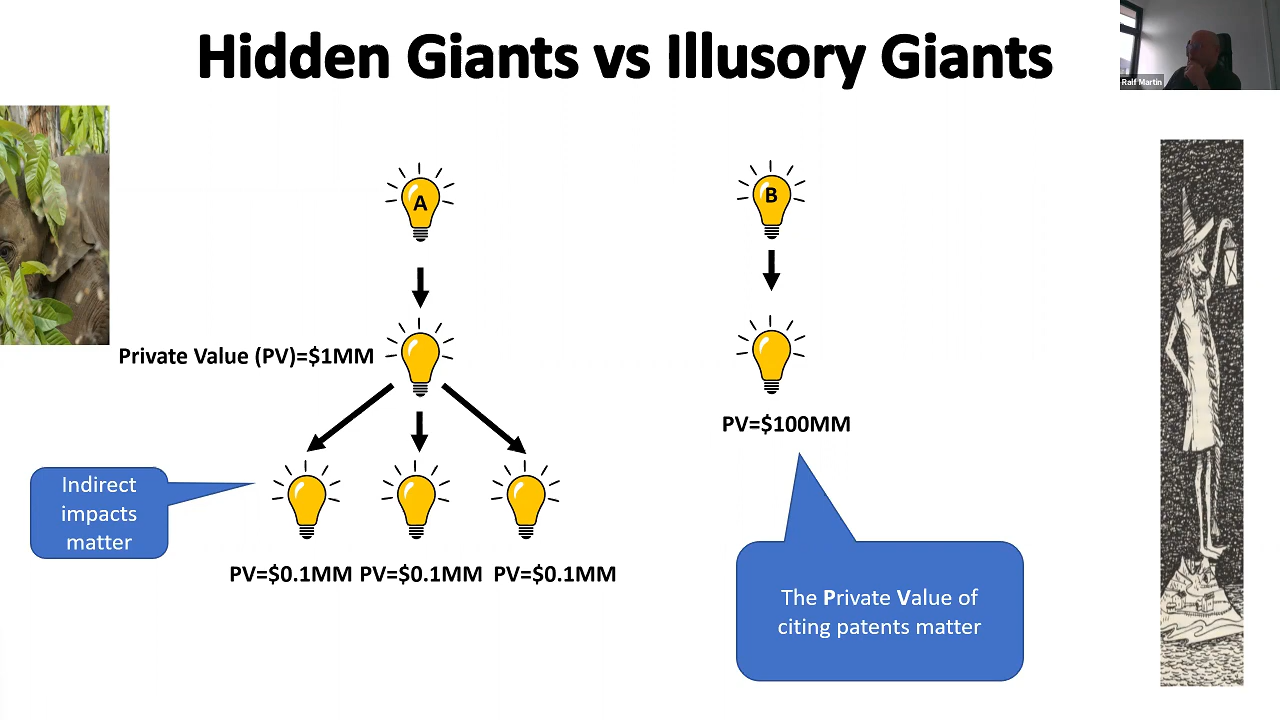 Hidden Giants vs Illusory Giants
Ralf Martin
A
B
Private Value (PV)=$1MM
PV=$100MM
Indirect
impacts
matter
PV=$0.1MM PV=$0.1MM PV=$0.1MM
The Private Value of
citing patents matter